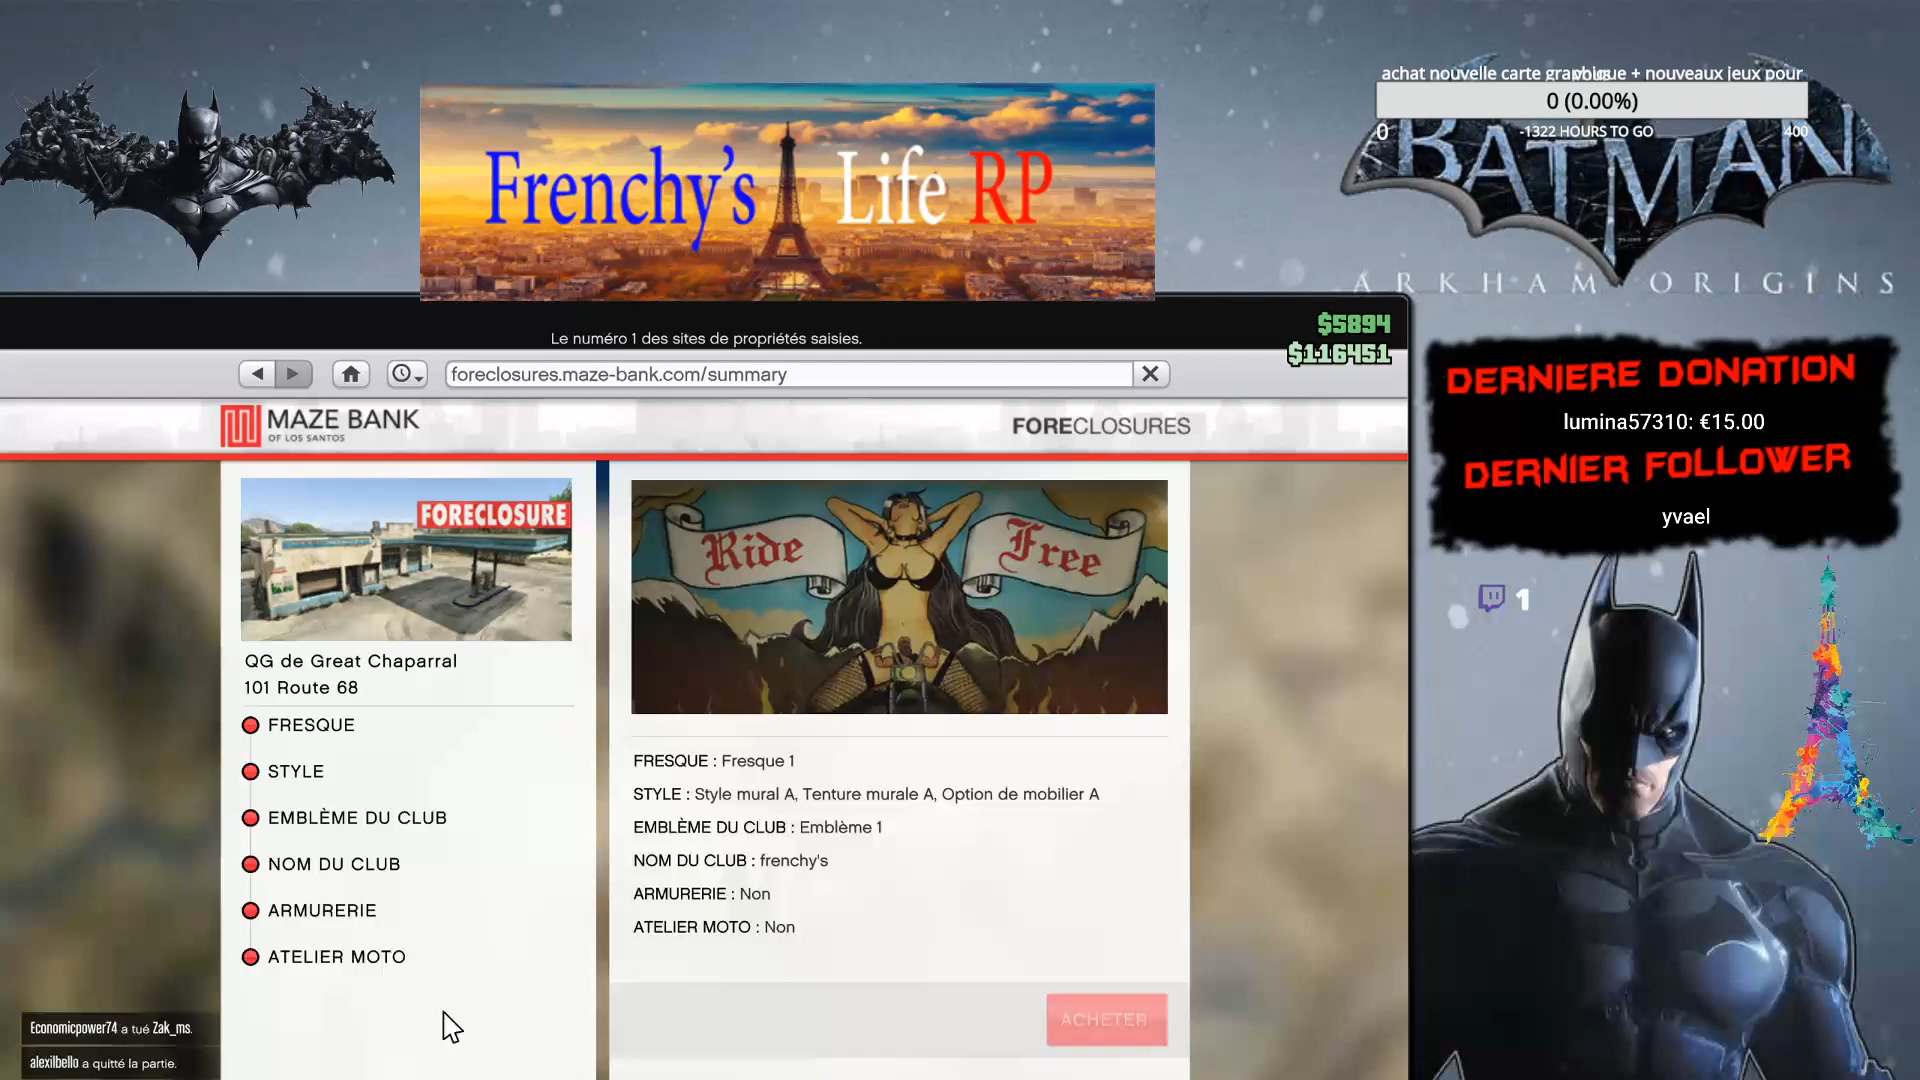 achat nouvelle carte graphique + nouveaux jeux pour
0 (0.00%)
0
-1322 HOURS TO GO
400
BATMAN
ARKHAM ORIGINS
Frenchy's Life RP
Le numéro 1 des sites de propriétés saisies.
$5894
$116451
foreclosures.maze-bank.com/summary
MAZE BANK
OF LOS SANTOS
FORECLOSURES
DERNIERE DONATION
lumina57310: €15.00
DERNIER FOLLOWER
yvael
1
FORECLOSURE
Ride Free
QG de Great Chaparral
101 Route 68
FRESQUE
STYLE
EMBLÈME DU CLUB
NOM DU CLUB
ARMURERIE
ATELIER MOTO
FRESQUE : Fresque 1
STYLE : Style mural A, Tenture murale A, Option de mobilier A
EMBLÈME DU CLUB : Emblème 1
NOM DU CLUB : frenchy's
ARMURERIE : Non
ATELIER MOTO : Non
ACHETER
Economicpower74 a tué Zak_ms.
alexilbello a quitté la partie.